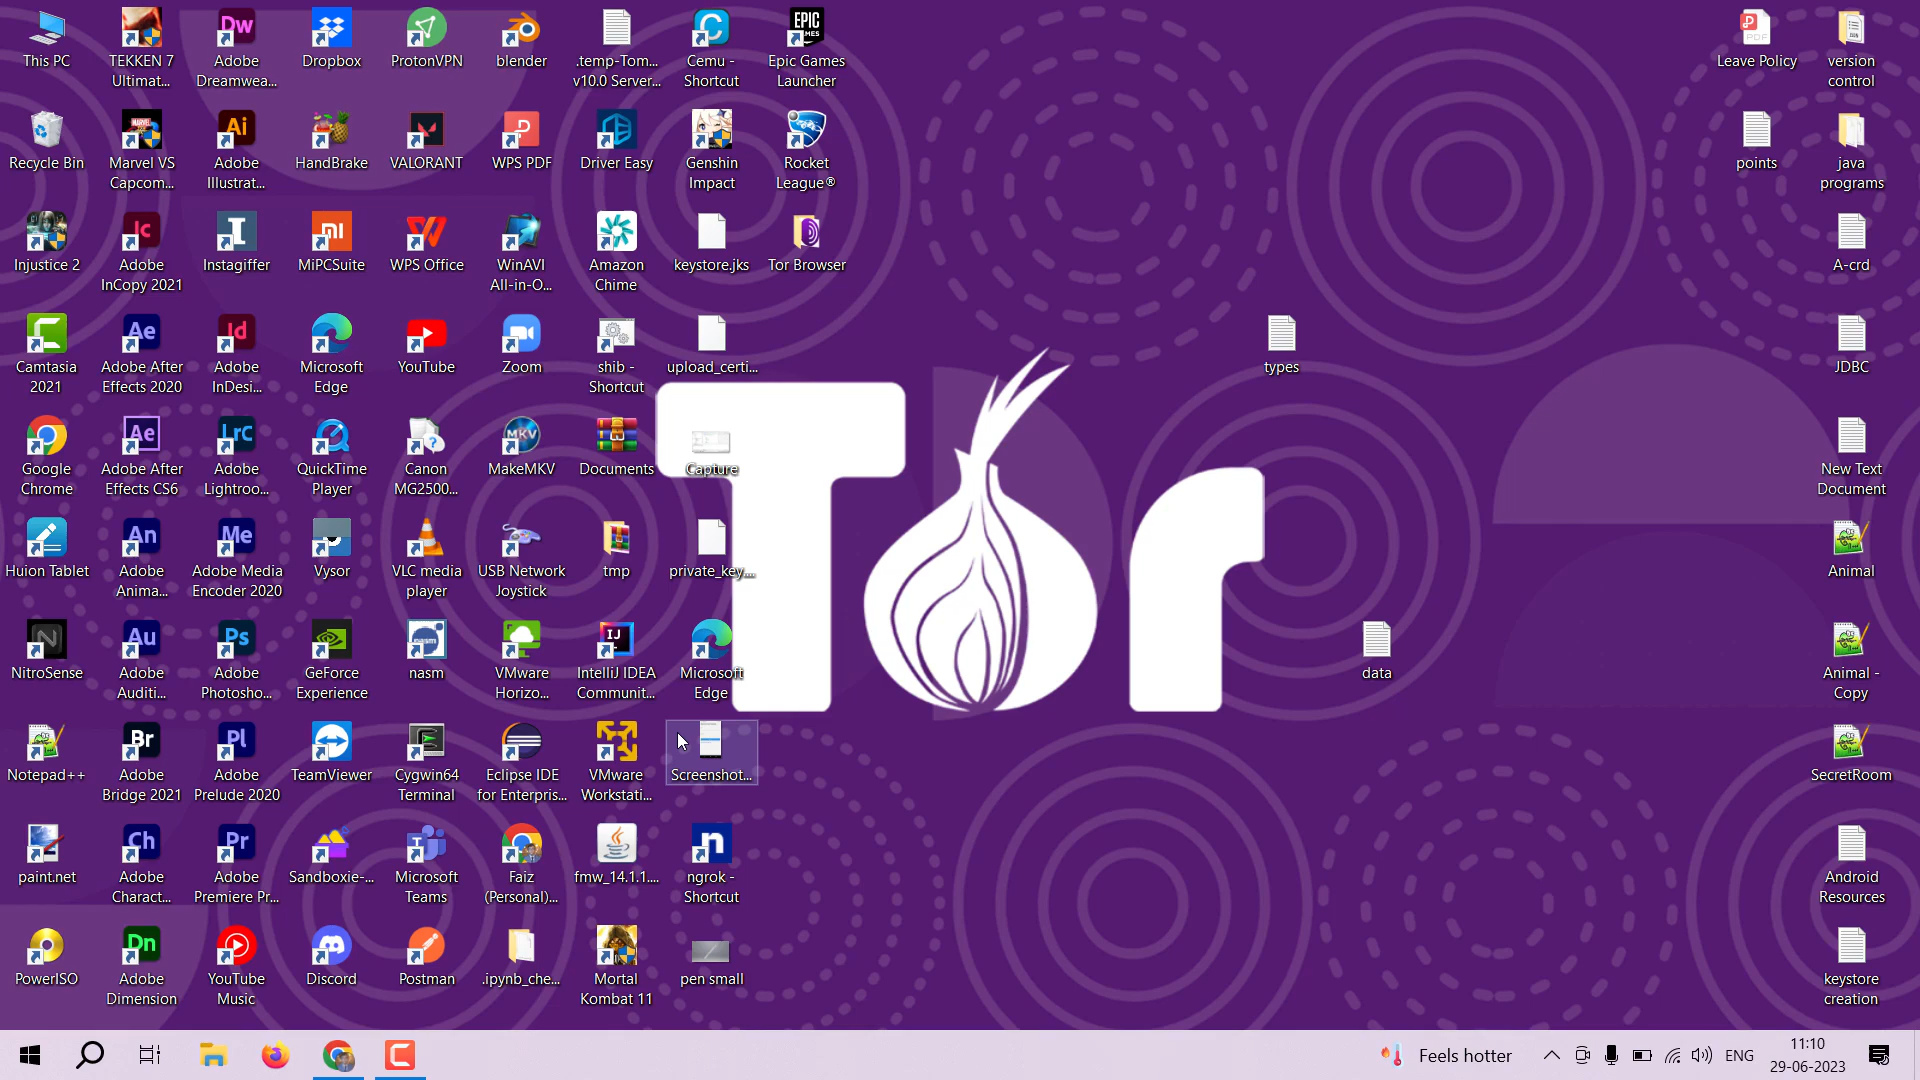 This PC
TEKKEN 7
Ultimat...
Adobe
Dreamwea...
Dropbox
ProtonVPN
blender
.temp-Tom...
v10.0 Server...
Cemu -
Shortcut
Epic Games
Launcher
Leave Policy
version
control
Recycle Bin
Marvel VS
Capcom...
Adobe
Illustrat...
HandBrake
VALORANT
WPS PDF
Driver Easy
Genshin
Impact
Rocket
League®
points
java
programs
Injustice 2
Adobe
InCopy 2021
Instagiffer
MiPCSuite
WPS Office
WinAVI
All-in-O...
Amazon
Chime
keystore.jks
Tor Browser
A-crd
Camtasia
2021
Adobe After
Effects 2020
Adobe
InDesi...
Microsoft
Edge
YouTube
Zoom
shib -
Shortcut
upload_certi...
types
JDBC
Google
Chrome
Adobe After
Effects CS6
Adobe
Lightroo...
QuickTime
Player
Canon
MG2500...
MakeMKV
Documents
Capture
New Text
Document
Huion Tablet
Adobe
Anima...
Adobe Media
Encoder 2020
Vysor
VLC media
player
USB Network
Joystick
tmp
private_key....
Animal
Tor
NitroSense
Adobe
Auditi...
Adobe
Photosho...
GeForce
Experience
nasm
VMware
Horizo...
IntelliJ IDEA
Communit...
Microsoft
Edge
data
Animal -
Copy
Notepad++
Adobe
Bridge 2021
Adobe
Prelude 2020
TeamViewer
Cygwin64
Terminal
Eclipse IDE
for Enterpris...
VMware
Workstati...
Screenshot...
SecretRoom
paint.net
Adobe
Charact...
Adobe
Premiere Pr...
Sandboxie-...
Microsoft
Teams
Faiz
(Personal)...
fmw_14.1.1....
ngrok -
Shortcut
Android
Resources
PowerISO
Adobe
Dimension
YouTube
Music
Discord
Postman
.ipynb_che...
Mortal
Kombat 11
pen small
keystore
creation
Feels hotter
ENG
11:10
29-06-2023